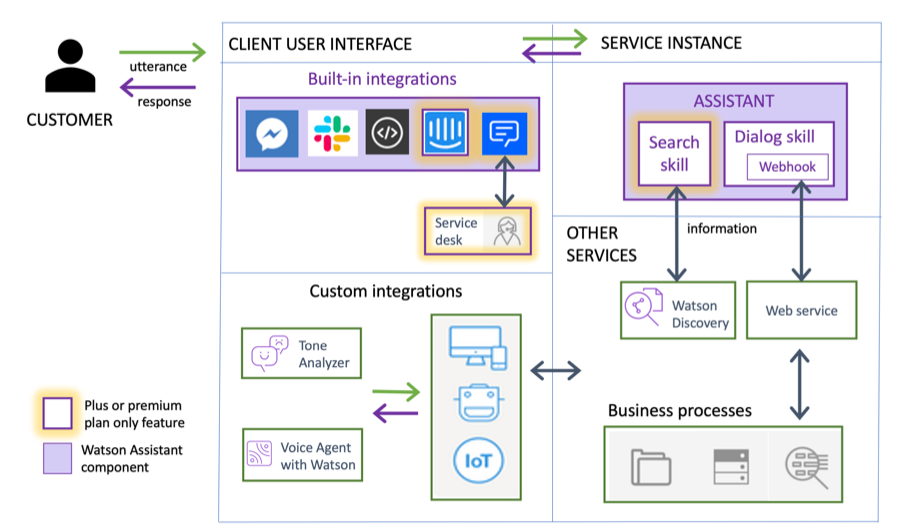 CUSTOMER
utterance
response
CLIENT USER INTERFACE
SERVICE INSTANCE
Built-in integrations
Service
desk
ASSISTANT
Search
skill
Dialog skill
Webhook
information
OTHER
SERVICES
Watson
Discovery
Web service
Custom integrations
Tone
Analyzer
Voice Agent
with Watson
IoT
Business processes
Plus or premium
plan only feature
Watson Assistant
component